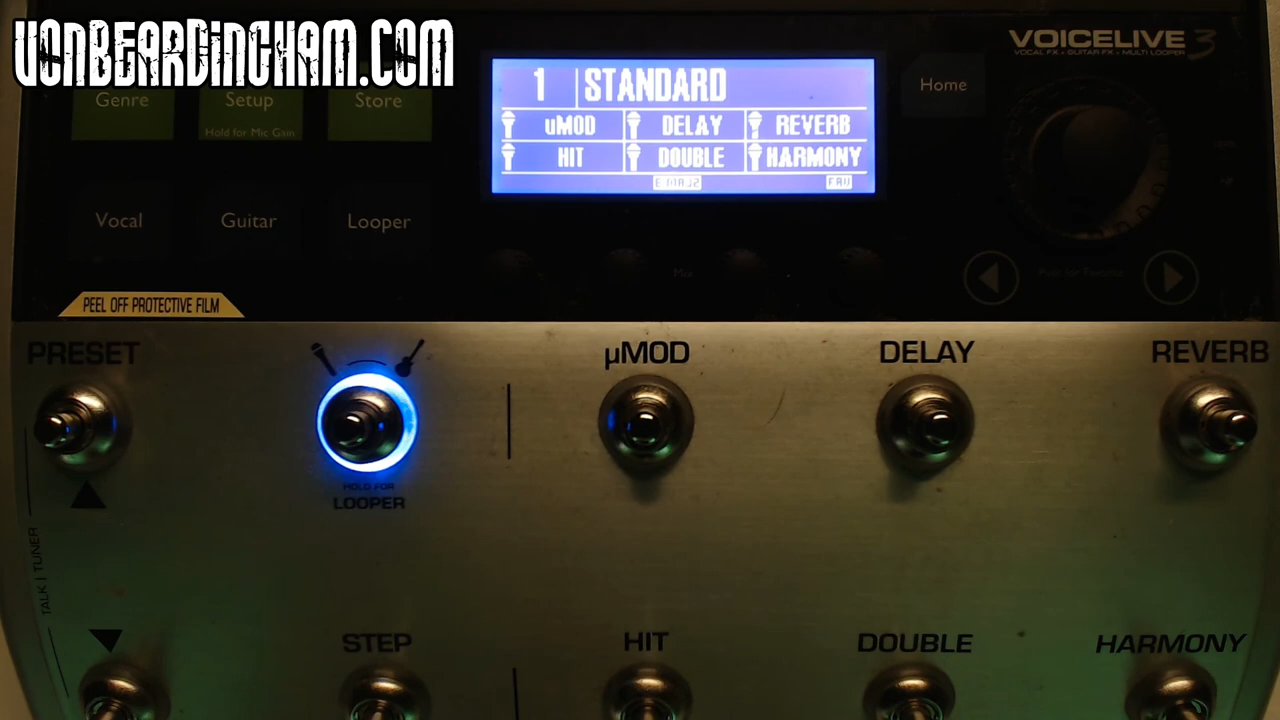 VONBEARDINGHAM.COM
VOICELIVE 3
VOCAL FX • GUITAR FX • MULTI LOOPER
Genre Setup Store
Hold for Mic Gain
1 STANDARD
Home
uMOD DELAY REVERB
HIT DOUBLE HARMONY
FAV
Vocal Guitar Looper
Mix
PEEL OFF PROTECTIVE FILM
PRESET µMOD DELAY REVERB
HOLD FOR
LOOPER
TALK | TUNER
STEP HIT DOUBLE HARMONY